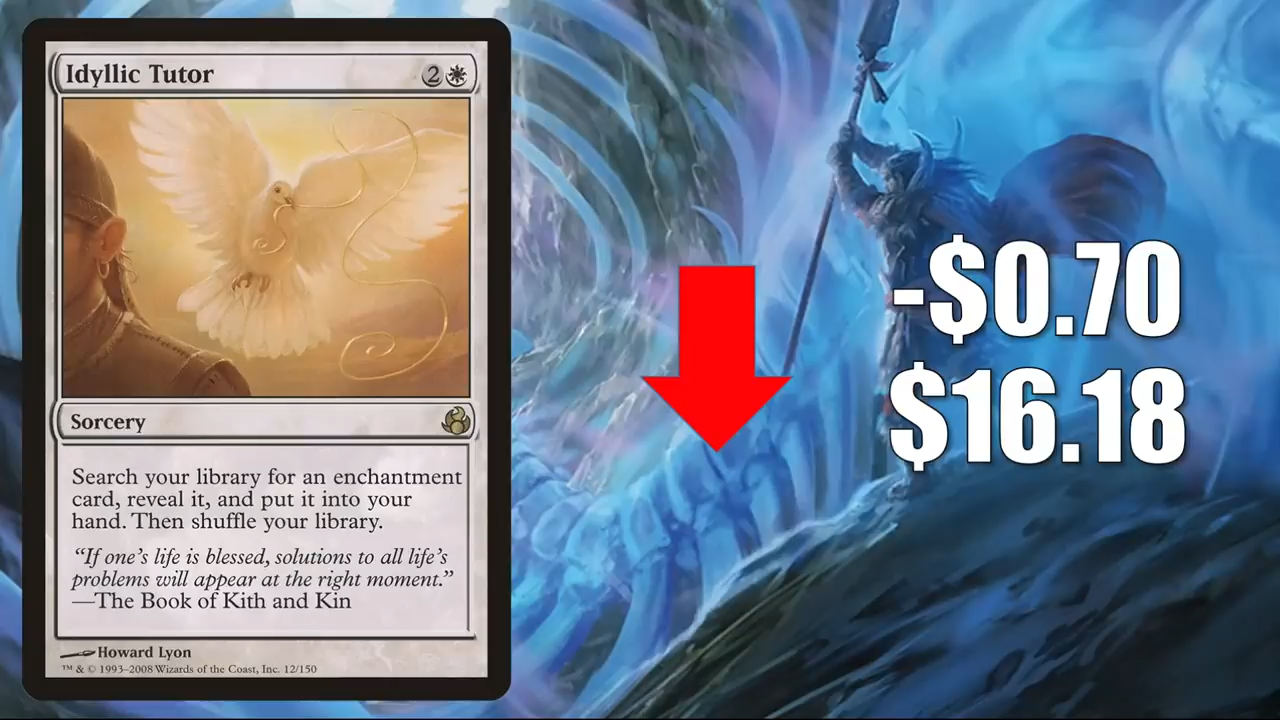 Idyllic Tutor
2
Sorcery
Search your library for an enchantment
card, reveal it, and put it into your
hand. Then shuffle your library.
“If one’s life is blessed, solutions to all life’s
problems will appear at the right moment.”
—The Book of Kith and Kin
Howard Lyon
™ & © 1993–2008 Wizards of the Coast, Inc. 12/150
-$0.70
$16.18